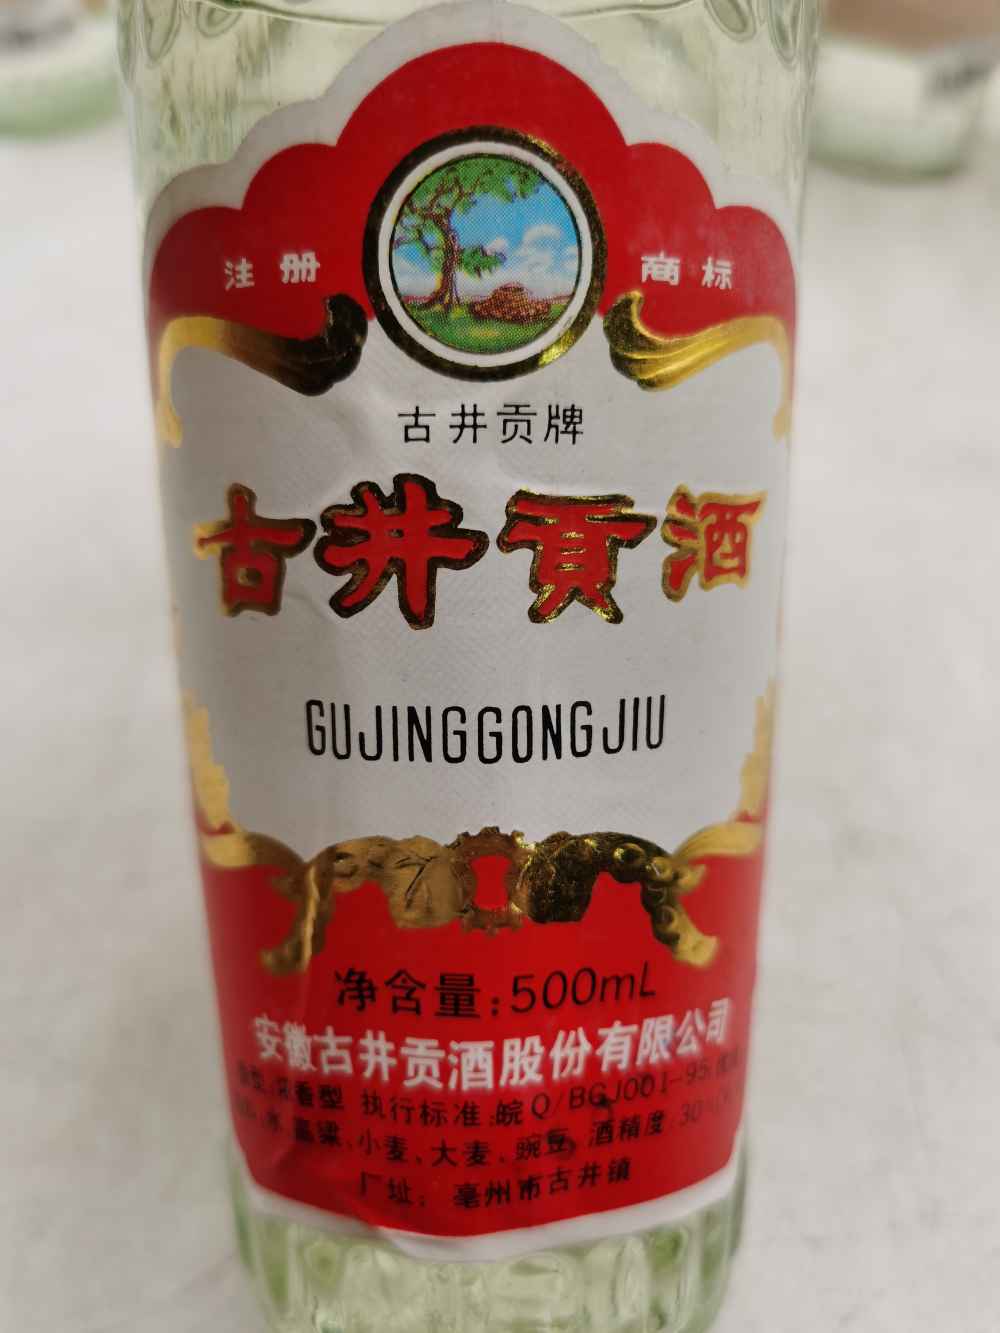 注册 商标
古井贡牌
古井贡酒
GUJINGGONGJIU
净含量:500mL
安徽古井贡酒股份有限公司
型:浓香型 执行标准:皖Q/BGJ001-95
水、高粱、小麦、大麦、豌豆 酒精度:30%
厂址: 亳州市古井镇